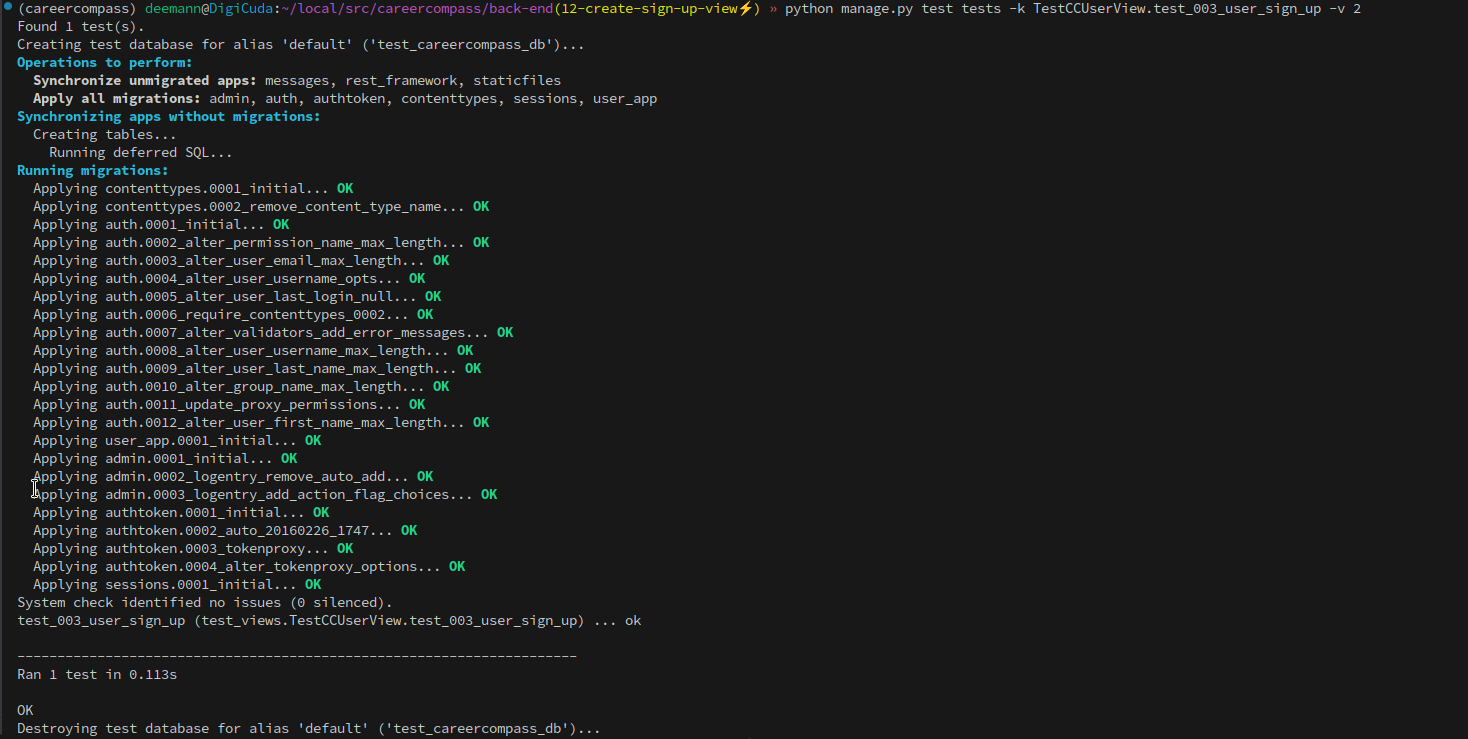 (careercompass) deemann@DigiCuda:~/local/src/careercompass/back-end(12-create-sign-up-view⚡) » python manage.py test tests -k TestCCUserView.test_003_user_sign_up -v 2
Found 1 test(s).
Creating test database for alias 'default' ('test_careercompass_db')...
Operations to perform:
  Synchronize unmigrated apps: messages, rest_framework, staticfiles
  Apply all migrations: admin, auth, authtoken, contenttypes, sessions, user_app
Synchronizing apps without migrations:
  Creating tables...
    Running deferred SQL...
Running migrations:
  Applying contenttypes.0001_initial... OK
  Applying contenttypes.0002_remove_content_type_name... OK
  Applying auth.0001_initial... OK
  Applying auth.0002_alter_permission_name_max_length... OK
  Applying auth.0003_alter_user_email_max_length... OK
  Applying auth.0004_alter_user_username_opts... OK
  Applying auth.0005_alter_user_last_login_null... OK
  Applying auth.0006_require_contenttypes_0002... OK
  Applying auth.0007_alter_validators_add_error_messages... OK
  Applying auth.0008_alter_user_username_max_length... OK
  Applying auth.0009_alter_user_last_name_max_length... OK
  Applying auth.0010_alter_group_name_max_length... OK
  Applying auth.0011_update_proxy_permissions... OK
  Applying auth.0012_alter_user_first_name_max_length... OK
  Applying user_app.0001_initial... OK
  Applying admin.0001_initial... OK
  Applying admin.0002_logentry_remove_auto_add... OK
  Applying admin.0003_logentry_add_action_flag_choices... OK
  Applying authtoken.0001_initial... OK
  Applying authtoken.0002_auto_20160226_1747... OK
  Applying authtoken.0003_tokenproxy... OK
  Applying authtoken.0004_alter_tokenproxy_options... OK
  Applying sessions.0001_initial... OK
System check identified no issues (0 silenced).
test_003_user_sign_up (test_views.TestCCUserView.test_003_user_sign_up) ... ok
----------------------------------------------------------------------
Ran 1 test in 0.113s
OK
Destroying test database for alias 'default' ('test_careercompass_db')...